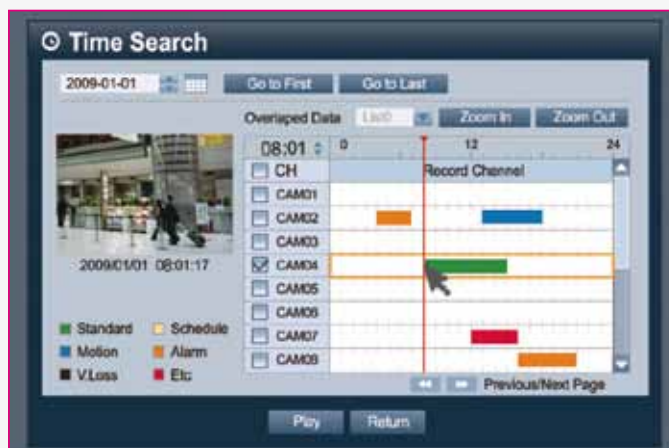 Time Search
2009-01-01 Go to First Go to Last
Overlaped Data List0 Zoom In Zoom Out
08:01 0 12 24
CH Record Channel
CAM01
CAM02
CAM03
CAM04
CAM05
CAM06
CAM07
CAM08
2009/01/01 08:01:17
Standard Schedule
Motion Alarm
V.Loss Etc
Previous/Next Page
Play Return